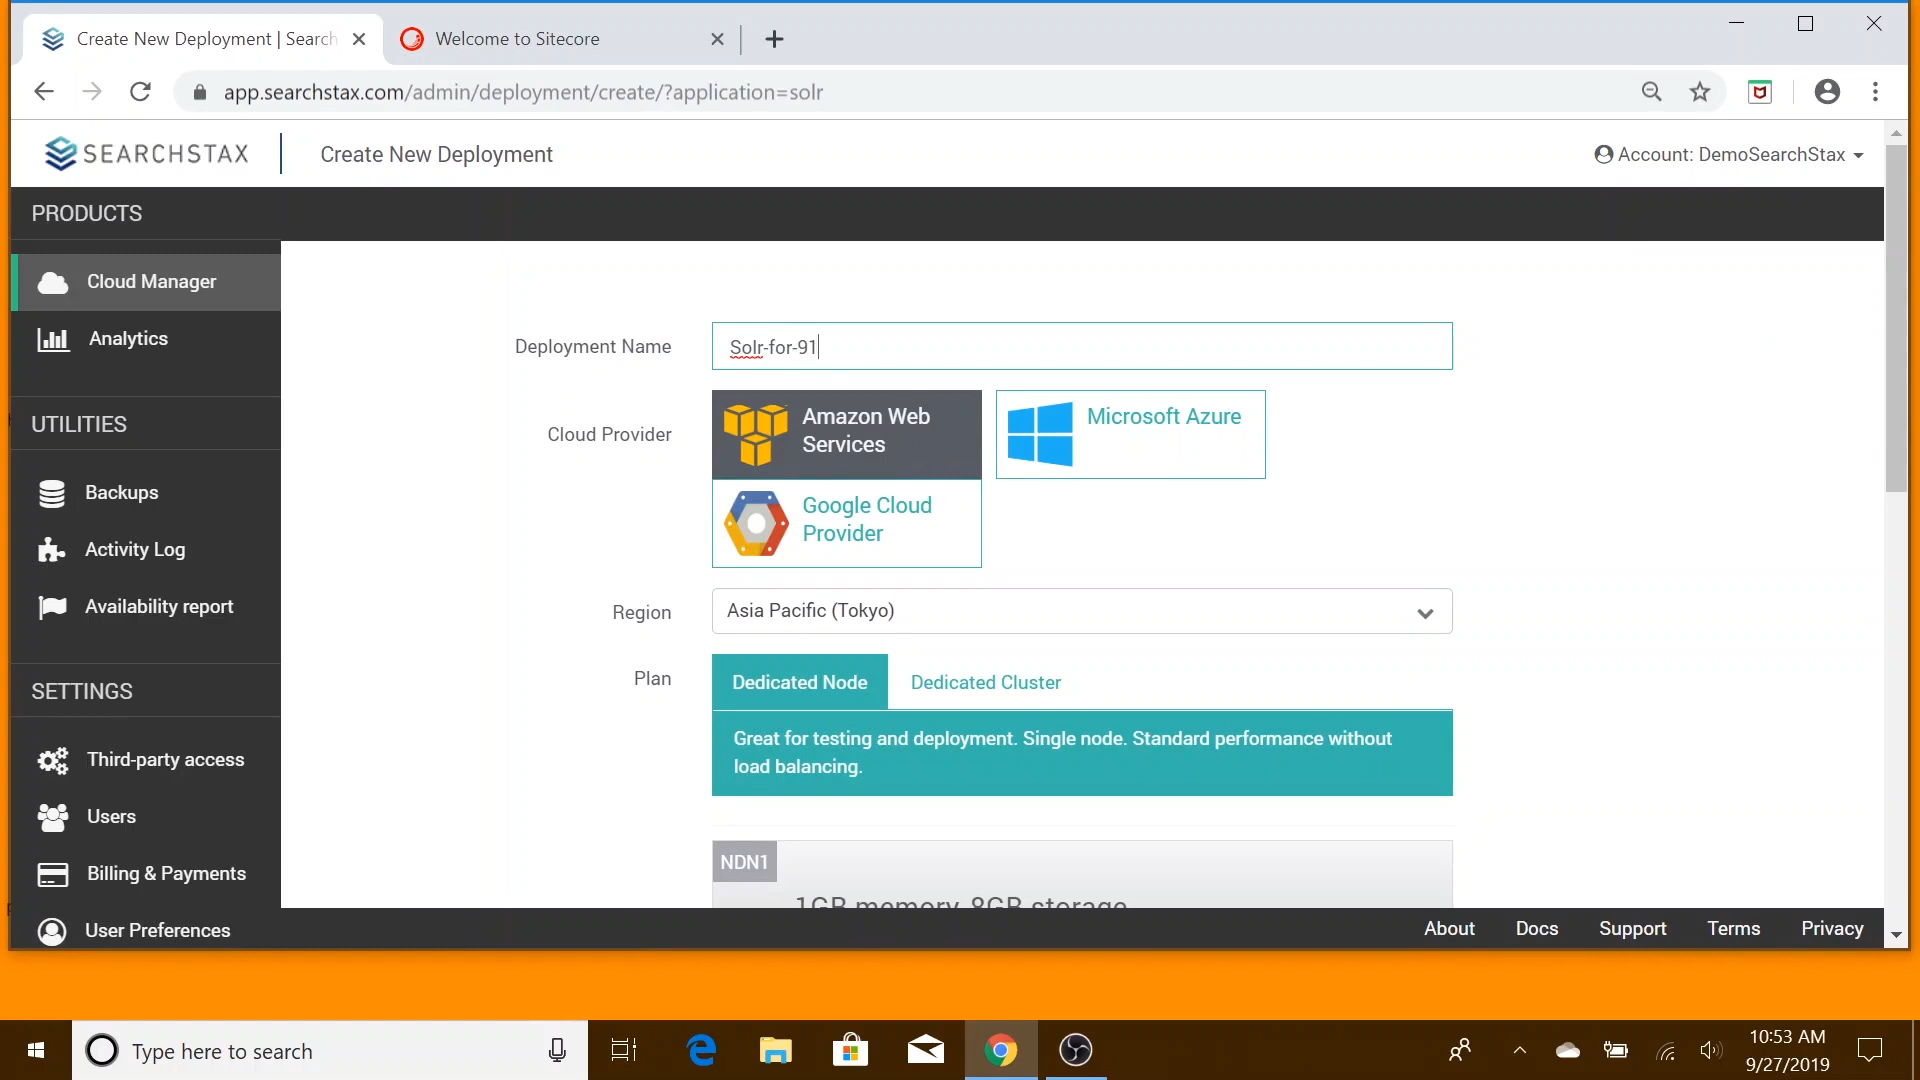 Create New Deployment | Search
Welcome to Sitecore
app.searchstax.com/admin/deployment/create/?application=solr
SEARCHSTAX
Create New Deployment
Account: DemoSearchStax
PRODUCTS
Cloud Manager
Analytics
UTILITIES
Backups
Activity Log
Availability report
SETTINGS
Third-party access
Users
Billing & Payments
User Preferences
Deployment Name
Solr-for-91
Cloud Provider
Amazon Web
Services
Microsoft Azure
Google Cloud
Provider
Region
Asia Pacific (Tokyo)
Plan
Dedicated Node
Dedicated Cluster
Great for testing and deployment. Single node. Standard performance without
load balancing.
NDN1
1GB memory, 8GB storage
About
Docs
Support
Terms
Privacy
Type here to search
10:53 AM
9/27/2019